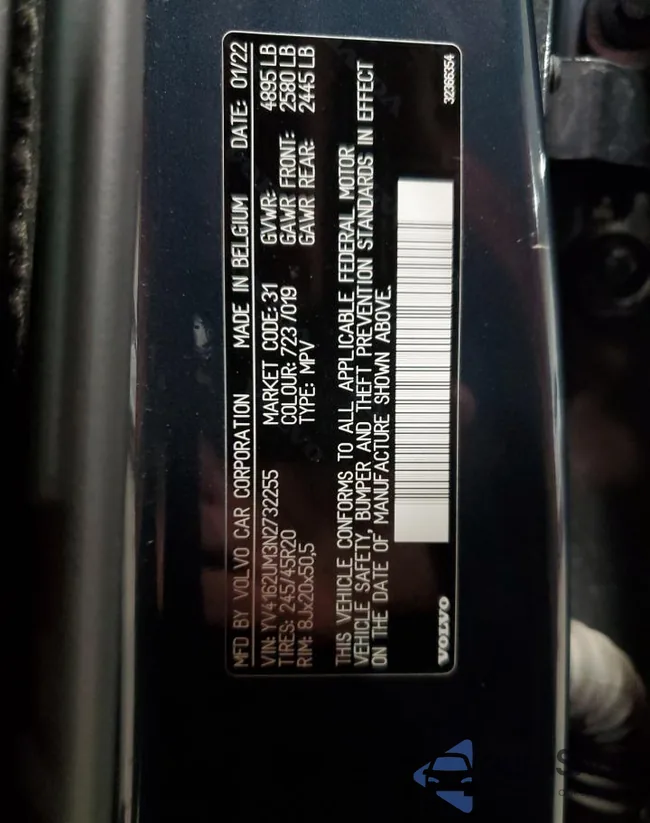 MFD BY VOLVO CAR CORPORATION MADE IN BELGIUM DATE: 01/22
VIN: YV4162UM3N2732255 MARKET CODE: 31 GVWR: 4895 LB
TIRES: 245/45R20 COLOUR: 723 /019 GAWR FRONT: 2580 LB
RIM: 8Jx20x50,5 TYPE: MPV GAWR REAR: 2445 LB
THIS VEHICLE CONFORMS TO ALL APPLICABLE FEDERAL MOTOR
VEHICLE SAFETY, BUMPER AND THEFT PREVENTION STANDARDS IN EFFECT
ON THE DATE OF MANUFACTURE SHOWN ABOVE.
VOLVO 32366354